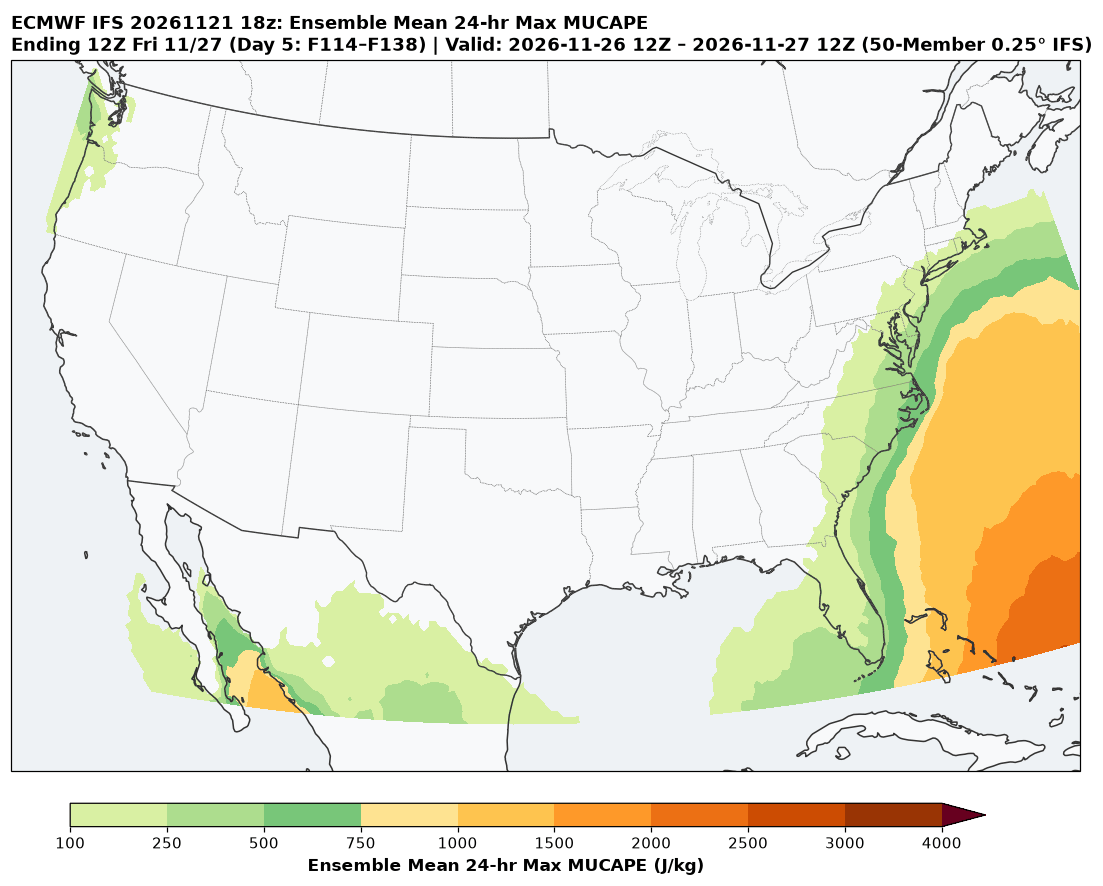 ECMWF IFS 20261121 18z: Ensemble Mean 24-hr Max MUCAPE
Ending 12Z Fri 11/27 (Day 5: F114–F138) | Valid: 2026-11-26 12Z – 2026-11-27 12Z (50-Member 0.25° IFS)
100 250 500 750 1000 1500 2000 2500 3000 4000
Ensemble Mean 24-hr Max MUCAPE (J/kg)